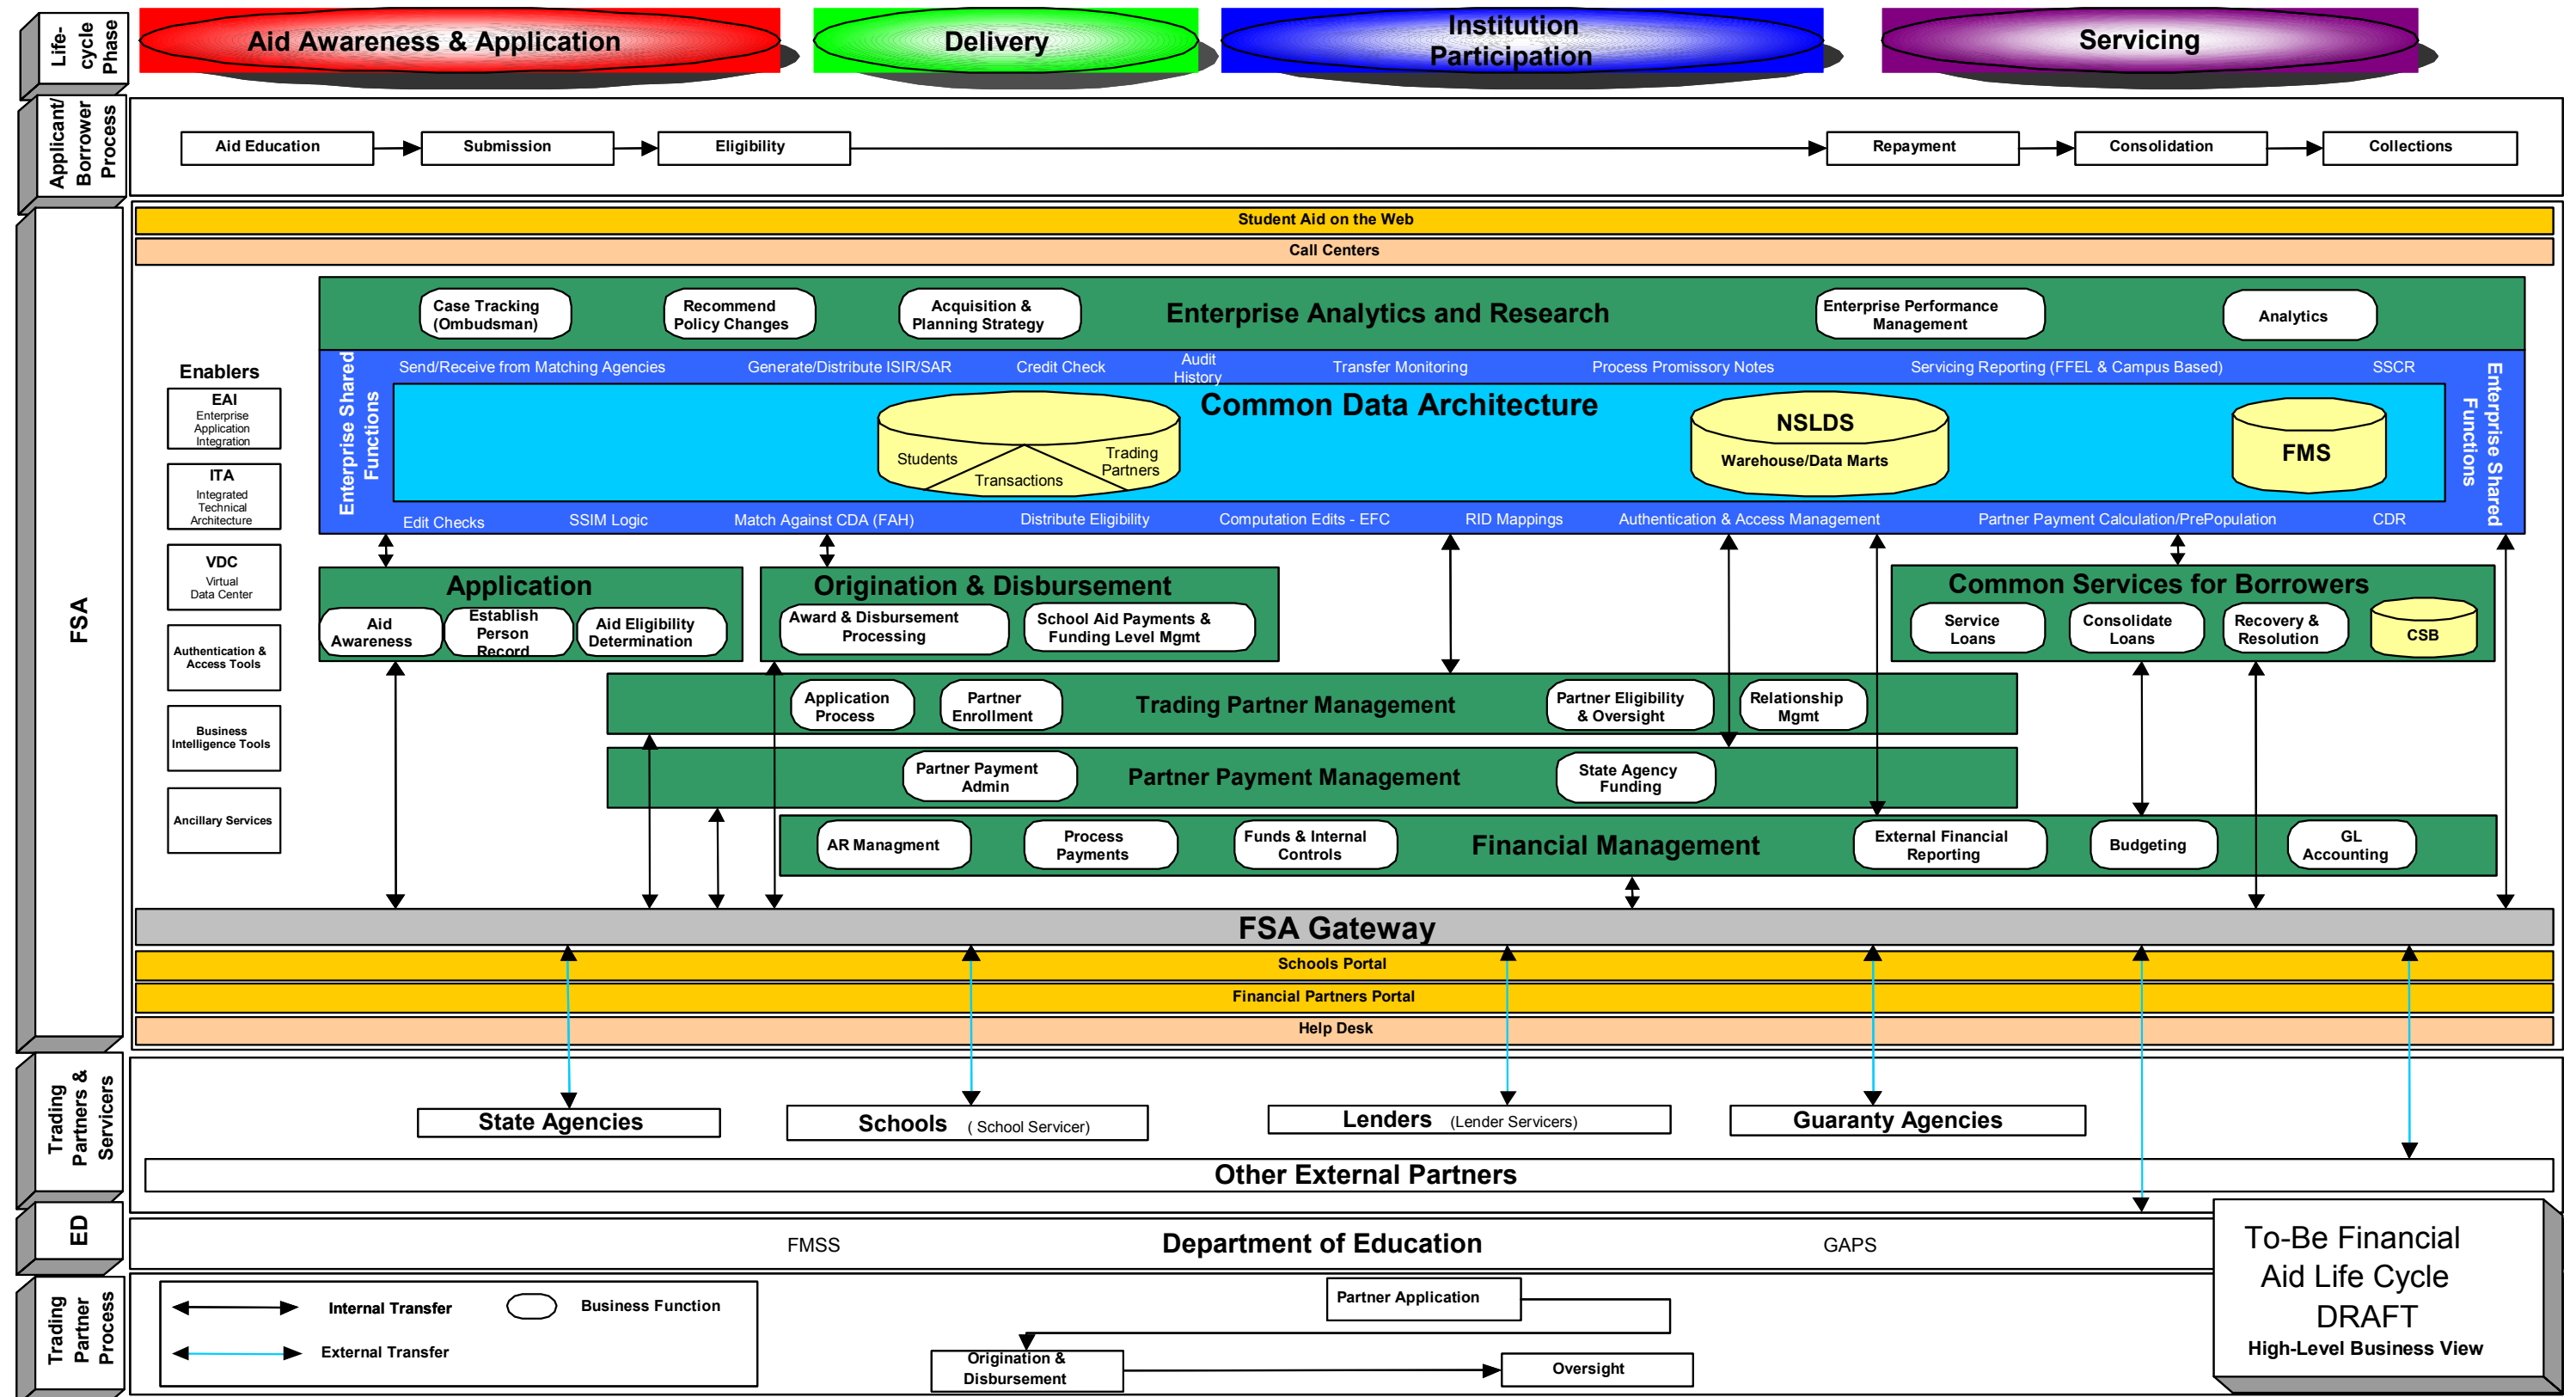 Life-
cycle
Phase
Aid Awareness & Application
Delivery
Institution
Participation
Servicing
Applicant/
Borrower
Process
Aid Education
Submission
Eligibility
Repayment
Consolidation
Collections
FSA
Student Aid on the Web
Call Centers
Case Tracking
(Ombudsman)
Recommend
Policy Changes
Acquisition &
Planning Strategy
Enterprise Analytics and Research
Enterprise Performance
Management
Analytics
Enablers
EAI
Enterprise
Application
Integration
ITA
Integrated
Technical
Architecture
VDC
Virtual
Data Center
Authentication &
Access Tools
Business
Intelligence Tools
Ancillary Services
Enterprise Shared
Functions
Send/Receive from Matching Agencies
Generate/Distribute ISIR/SAR
Credit Check
Audit
History
Transfer Monitoring
Process Promissory Notes
Servicing Reporting (FFEL & Campus Based)
SSCR
Enterprise Shared
Functions
Common Data Architecture
Students
Transactions
Trading
Partners
NSLDS
Warehouse/Data Marts
FMS
Edit Checks
SSIM Logic
Match Against CDA (FAH)
Distribute Eligibility
Computation Edits - EFC
RID Mappings
Authentication & Access Management
Partner Payment Calculation/PrePopulation
CDR
Application
Aid
Awareness
Establish
Person
Record
Aid Eligibility
Determination
Origination & Disbursement
Award & Disbursement
Processing
School Aid Payments &
Funding Level Mgmt
Common Services for Borrowers
Service
Loans
Consolidate
Loans
Recovery &
Resolution
CSB
Application
Process
Partner
Enrollment
Trading Partner Management
Partner Eligibility
& Oversight
Relationship
Mgmt
Partner Payment
Admin
Partner Payment Management
State Agency
Funding
AR Managment
Process
Payments
Funds & Internal
Controls
Financial Management
External Financial
Reporting
Budgeting
GL
Accounting
FSA Gateway
Schools Portal
Financial Partners Portal
Help Desk
Trading
Partners &
Servicers
State Agencies
Schools ( School Servicer)
Lenders (Lender Servicers)
Guaranty Agencies
Other External Partners
ED
FMSS
Department of Education
GAPS
Trading
Partner
Process
Internal Transfer
Business Function
External Transfer
Partner Application
Origination &
Disbursement
Oversight
To-Be Financial
Aid Life Cycle
DRAFT
High-Level Business View